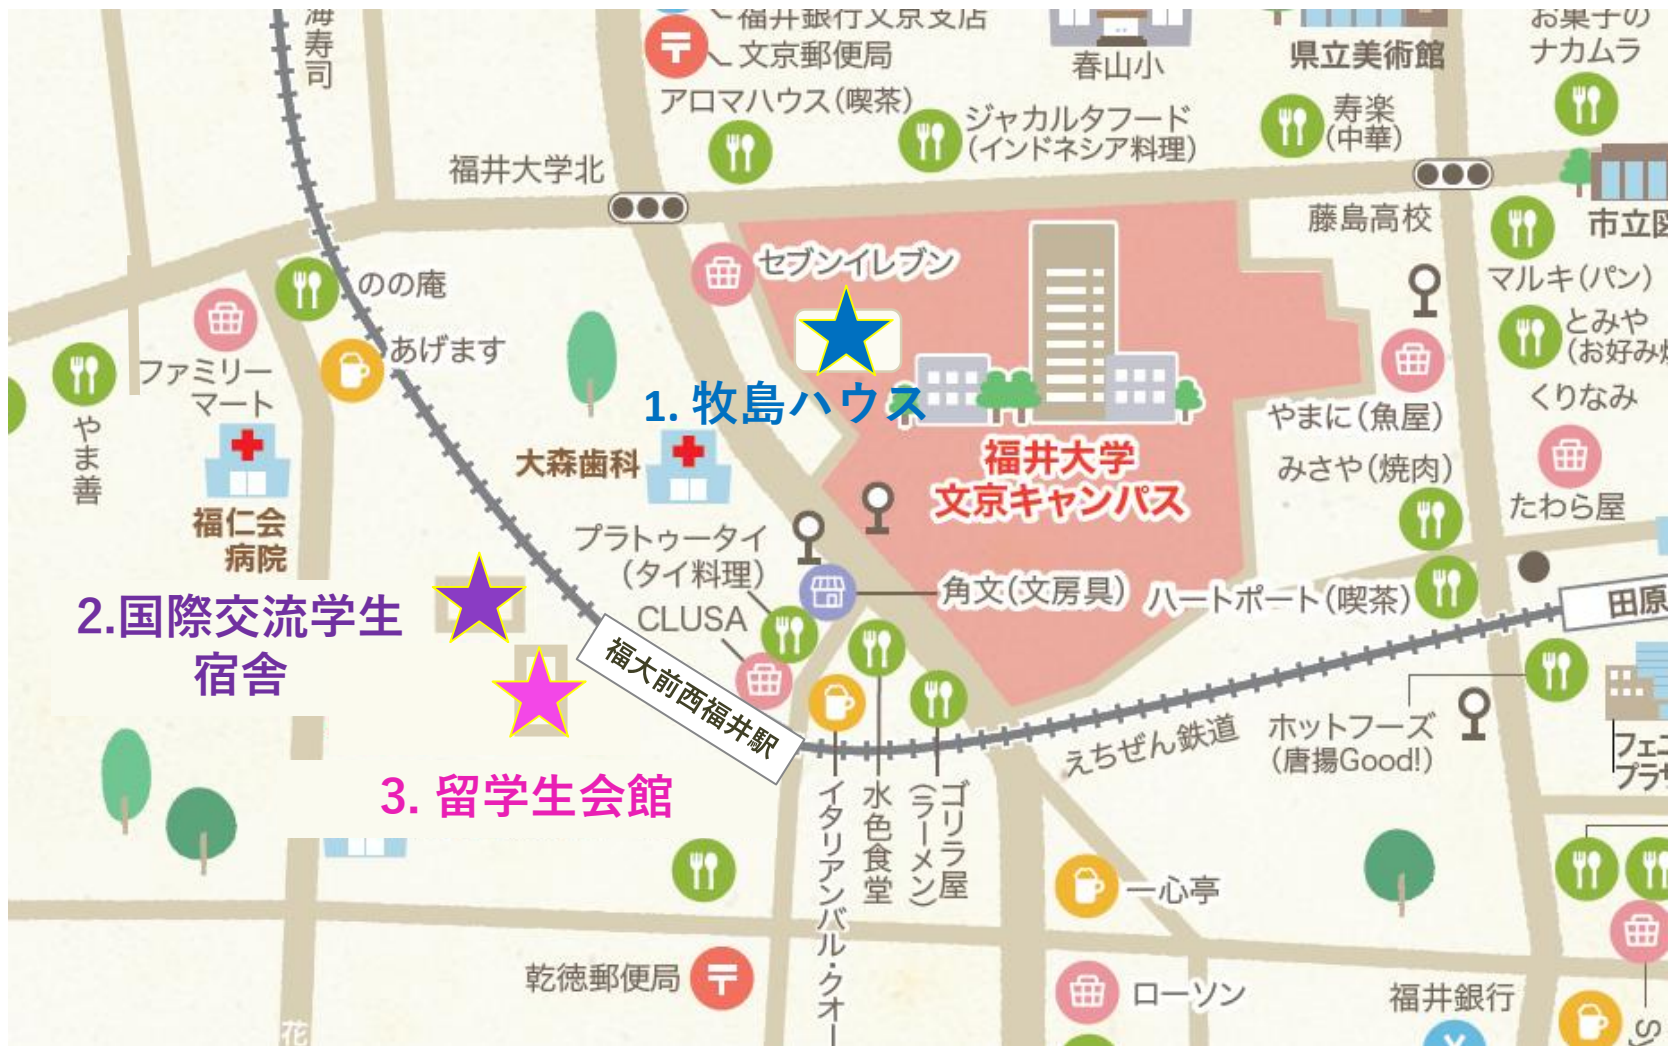 海寿司
福井銀行文京支店
文京郵便局
アロマハウス(喫茶)
ジャカルタフード
(インドネシア料理)
春山小
県立美術館
お菓子の
ナカムラ
寿楽
(中華)
福井大学北
藤島高校
市立図
マルキ(パン)
とみや
(お好み焼
くりなみ
たわら屋
セブンイレブン
のの庵
あげます
ファミリー
マート
やま善
福仁会
病院
大森歯科
1. 牧島ハウス
福井大学
文京キャンパス
やまに(魚屋)
みさや(焼肉)
プラトゥータイ
(タイ料理)
CLUSA
角文(文房具)
ハートポート(喫茶)
田原
2.国際交流学生
宿舎
福大前西福井駅
3. 留学生会館
えちぜん鉄道
ホットフーズ
(唐揚Good!)
フェニ
プラザ
イタリアンバル・クオー
水色食堂
ゴリラ屋
(ラーメン)
一心亭
乾徳郵便局
ローソン
福井銀行
花
Sy